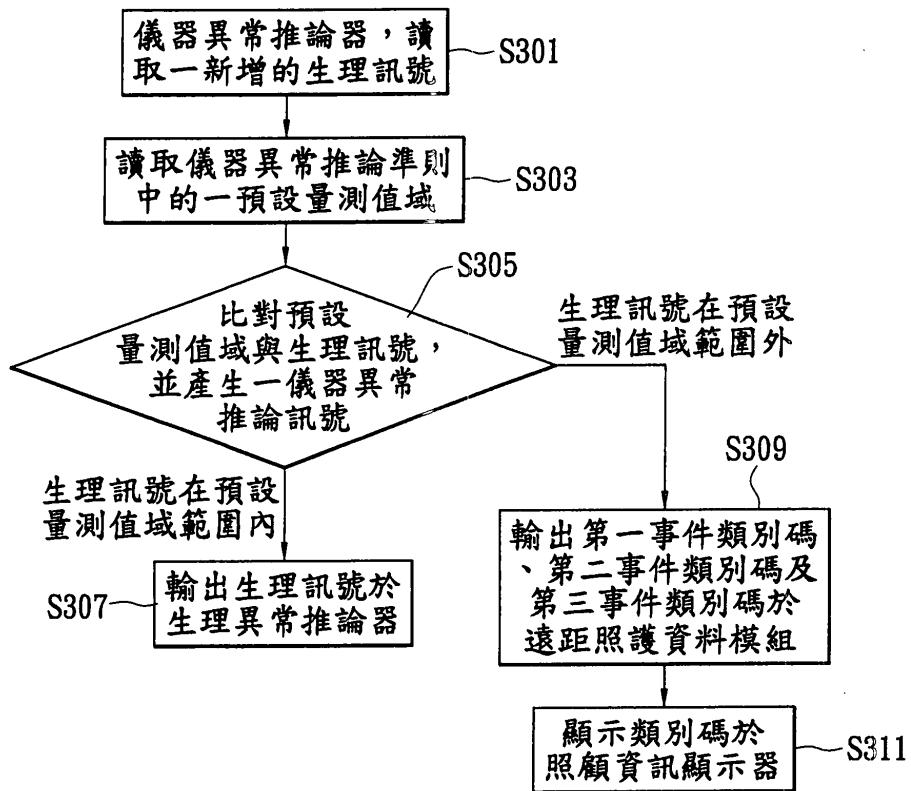 儀器異常推論器，讀
取一新增的生理訊號
S301
讀取儀器異常推論準則
中的一預設量測值域
S303
S305
比對預設
量測值域與生理訊號，
並產生一儀器異常
推論訊號
生理訊號在預設
量測值域範圍外
生理訊號在預設
量測值域範圍內
S307
輸出生理訊號於
生理異常推論器
S309
輸出第一事件類別碼
、第二事件類別碼及
第三事件類別碼於
遠距照護資料模組
顯示類別碼於
照顧資訊顯示器
S311